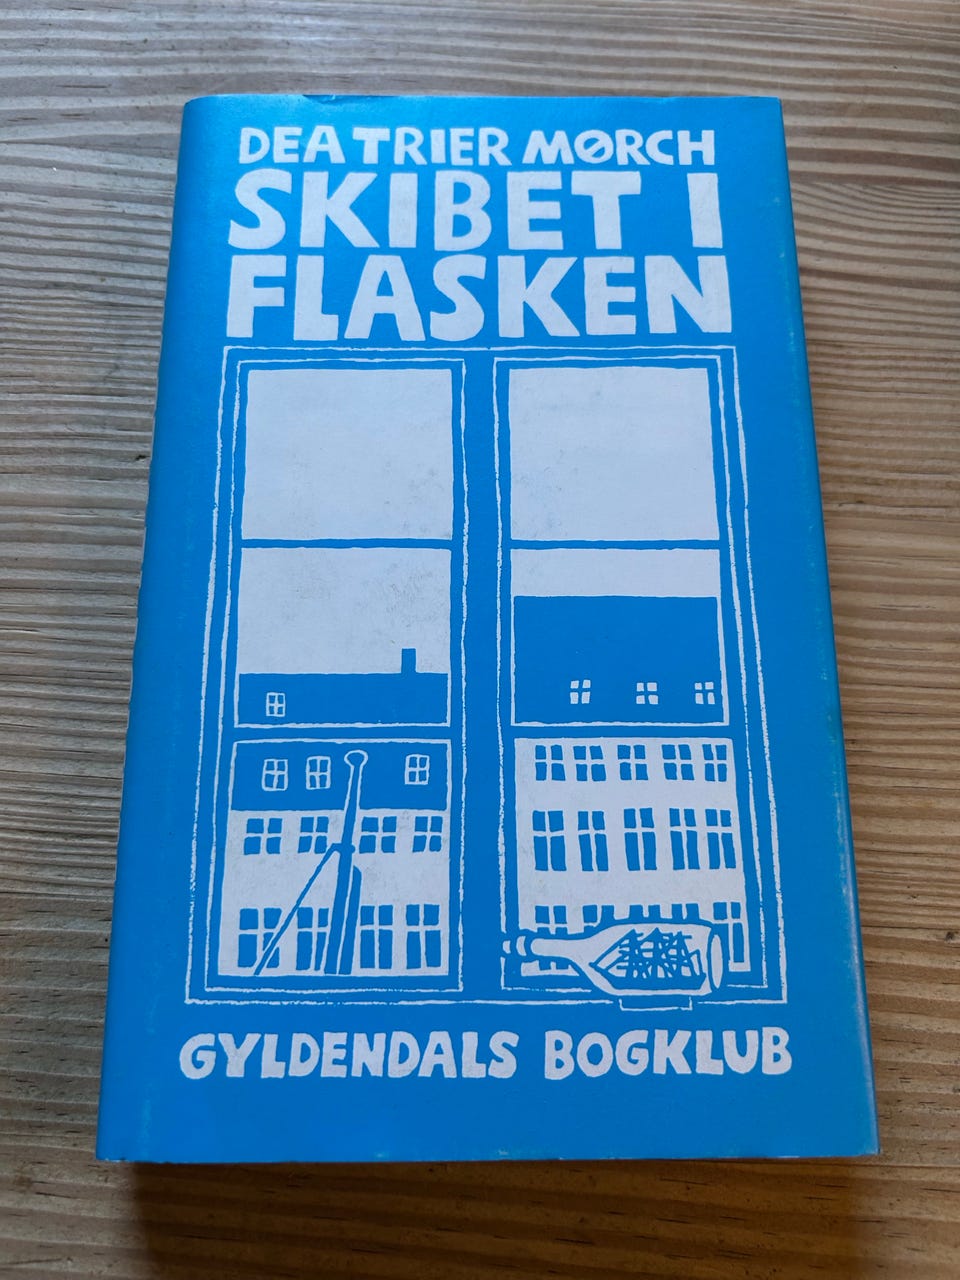 DEA TRIER MØRCH
SKIBET I
FLASKEN
GYLDENDALS BOGKLUB